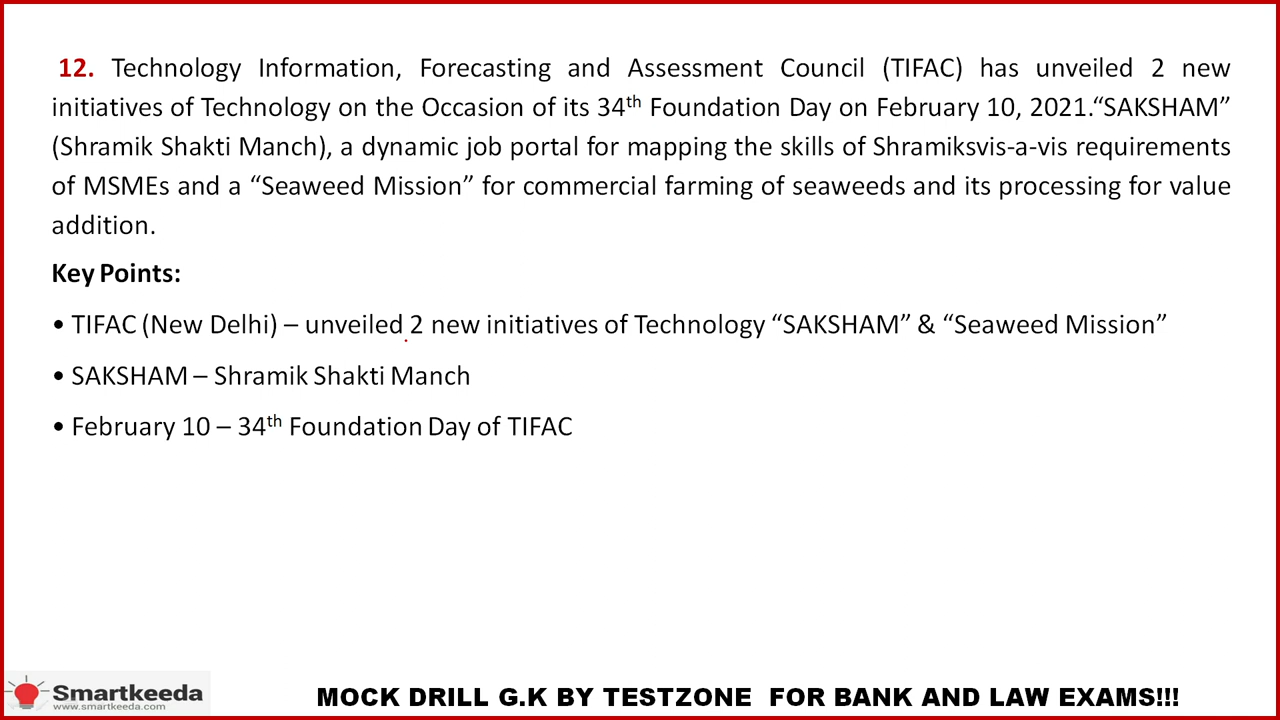 12. Technology Information, Forecasting and Assessment Council (TIFAC) has unveiled 2 new
initiatives of Technology on the Occasion of its 34th Foundation Day on February 10, 2021.“SAKSHAM”
(Shramik Shakti Manch), a dynamic job portal for mapping the skills of Shramiksvis-a-vis requirements
of MSMEs and a “Seaweed Mission” for commercial farming of seaweeds and its processing for value
addition.
Key Points:
• TIFAC (New Delhi) – unveiled 2 new initiatives of Technology “SAKSHAM” & “Seaweed Mission”
• SAKSHAM – Shramik Shakti Manch
• February 10 – 34th Foundation Day of TIFAC
Smartkeeda
www.smartkeeda.com
MOCK DRILL G.K BY TESTZONE FOR BANK AND LAW EXAMS!!!